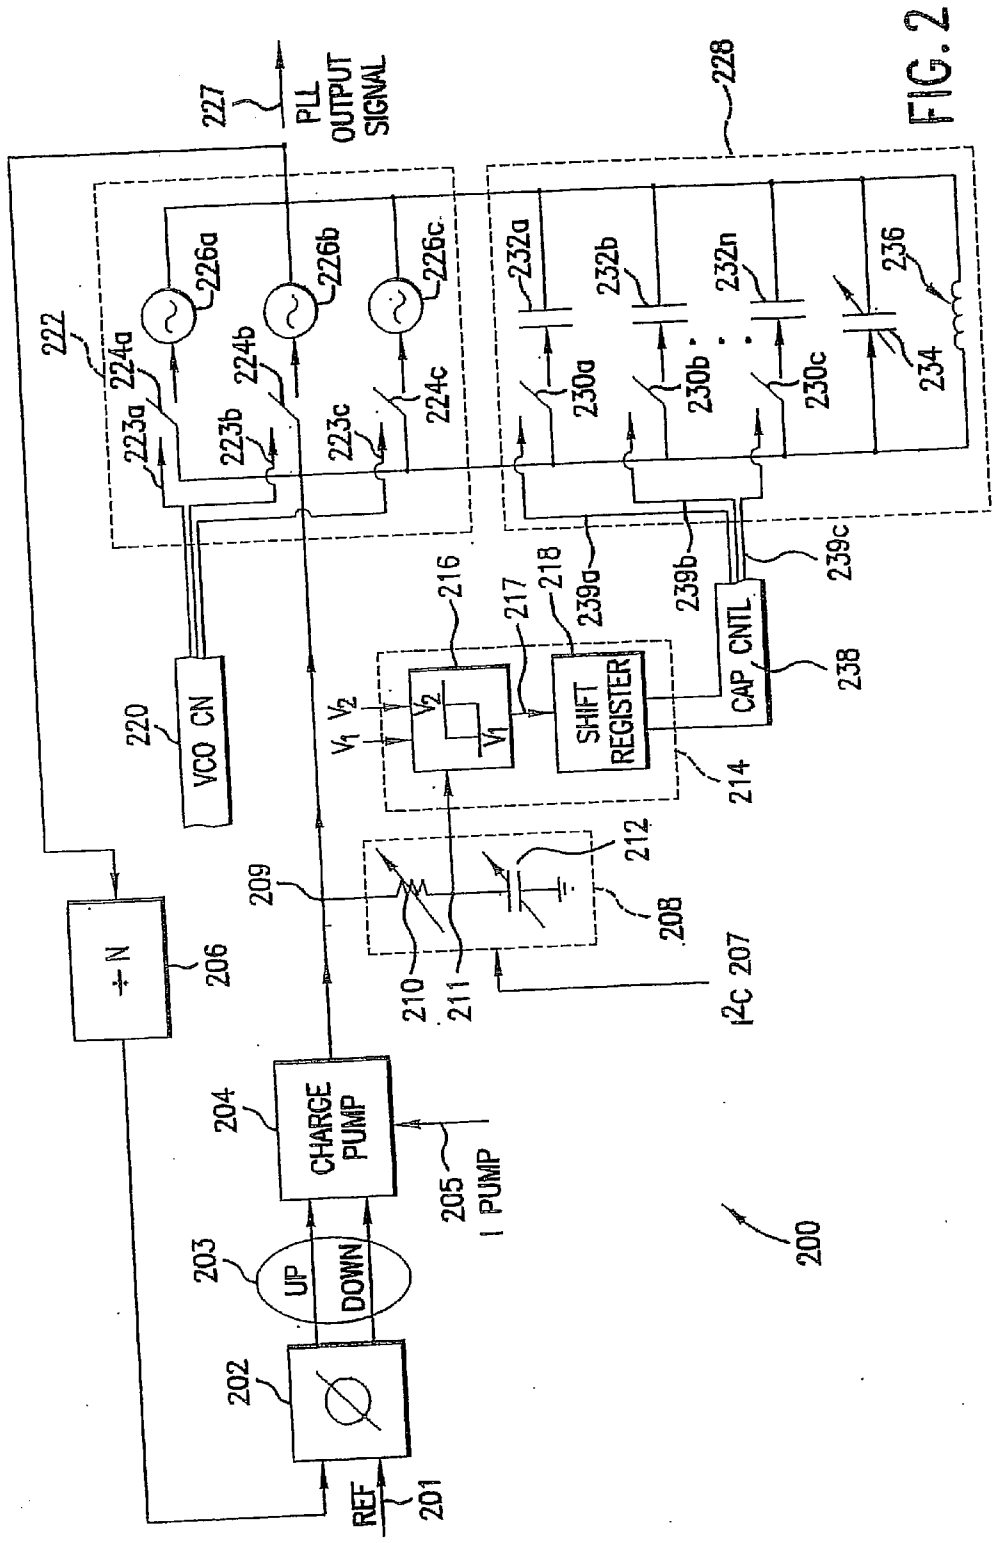 FIG. 2
227
PLL
OUTPUT
SIGNAL
222
228
223a
224a
226a
223b
224b
226b
223c
224c
226c
232a
232b
232n
230a
230b
230c
234
236
220
VCO CN
V1
V2
216
V2
V1
217
218
SHIFT
REGISTER
214
239a
239b
239c
CAP CNTL
238
÷ N
206
209
210
211
212
208
I²C 207
204
CHARGE
PUMP
205
I PUMP
203
UP
DOWN
202
REF
201
200